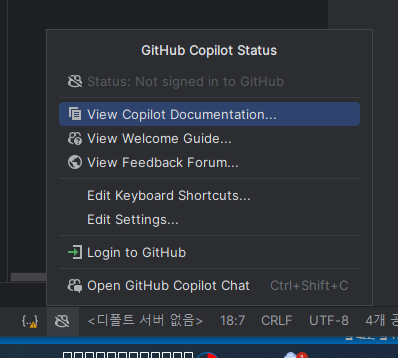 GitHub Copilot Status
Status: Not signed in to GitHub
View Copilot Documentation...
View Welcome Guide...
View Feedback Forum...
Edit Keyboard Shortcuts...
Edit Settings...
Login to GitHub
Open GitHub Copilot Chat Ctrl+Shift+C
{..} <디폴트 서버 없음> 18:7 CRLF UTF-8 4개
1